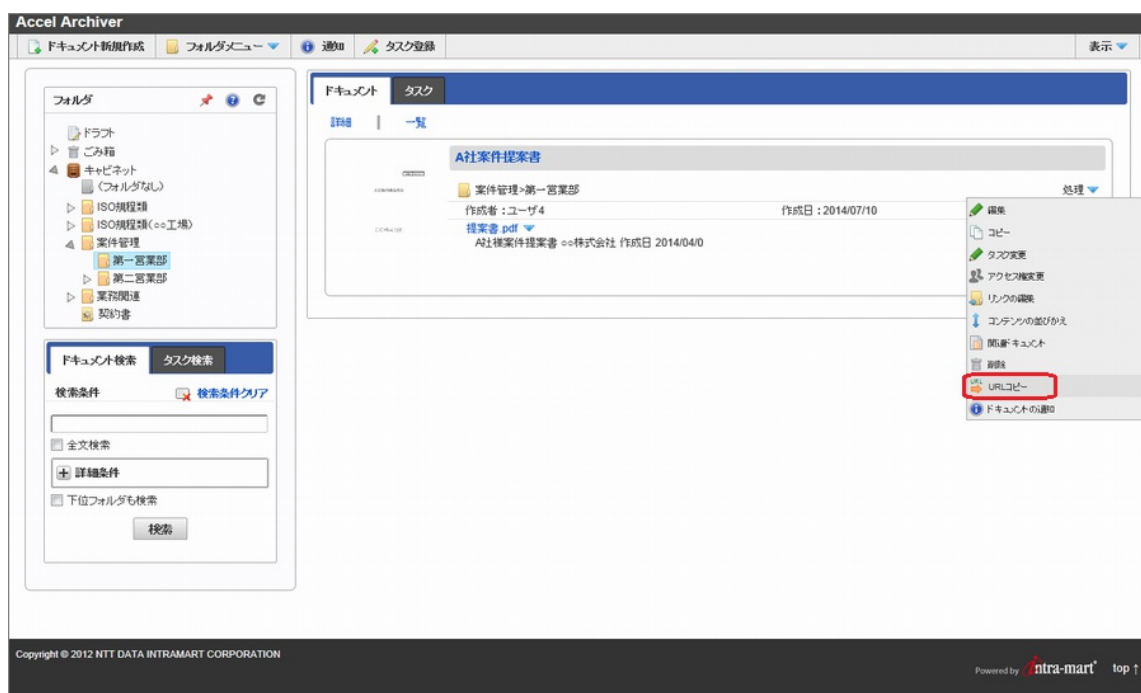 Accel Archiver
ドキュメント新規作成 フォルダメニュー 通知 タスク登録 表示
フォルダ
ドラフト
ごみ箱
キャビネット
(フォルダなし)
ISO規程類
ISO規程類(○○工場)
案件管理
第一営業部
第二営業部
業務関連
契約書
ドキュメント検索 タスク検索
検索条件 検索条件クリア
全文検索
詳細条件
下位フォルダも検索
検索
ドキュメント タスク
詳細 | 一覧
A社案件提案書
案件管理>第一営業部 処理
作成者:ユーザ4 作成日:2014/07/10
提案書.pdf
A社様案件提案書 ○○株式会社 作成日 2014/04/0
編集
コピー
タスク変更
アクセス権変更
リンクの編集
コンテンツの並びかえ
関連ドキュメント
削除
URLコピー
ドキュメントの通知
Copyright © 2012 NTT DATA INTRAMART CORPORATION
Powered by intra-mart top ↑